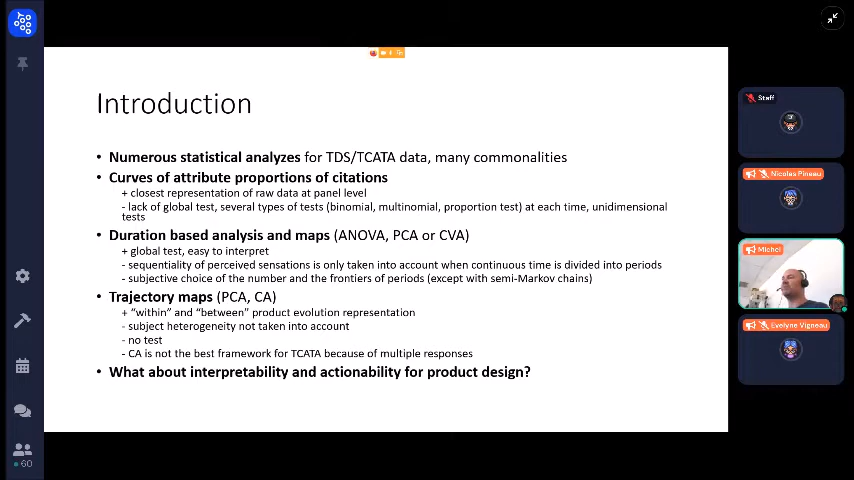 Introduction
• Numerous statistical analyzes for TDS/TCATA data, many commonalities
• Curves of attribute proportions of citations
+ closest representation of raw data at panel level
- lack of global test, several types of tests (binomial, multinomial, proportion test) at each time, unidimensional
tests
• Duration based analysis and maps (ANOVA, PCA or CVA)
+ global test, easy to interpret
- sequentiality of perceived sensations is only taken into account when continuous time is divided into periods
- subjective choice of the number and the frontiers of periods (except with semi-Markov chains)
• Trajectory maps (PCA, CA)
+ “within” and “between” product evolution representation
- subject heterogeneity not taken into account
- no test
- CA is not the best framework for TCATA because of multiple responses
• What about interpretability and actionability for product design?
Staff
Nicolas Pineau
Michel
Evelyne Vigneau
60